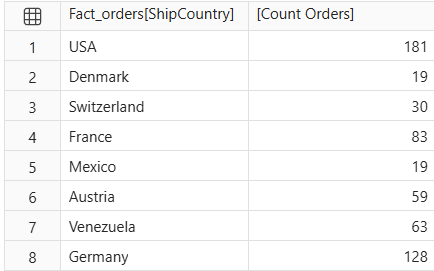 Fact_orders[ShipCountry] [Count Orders]
1 USA 181
2 Denmark 19
3 Switzerland 30
4 France 83
5 Mexico 19
6 Austria 59
7 Venezuela 63
8 Germany 128